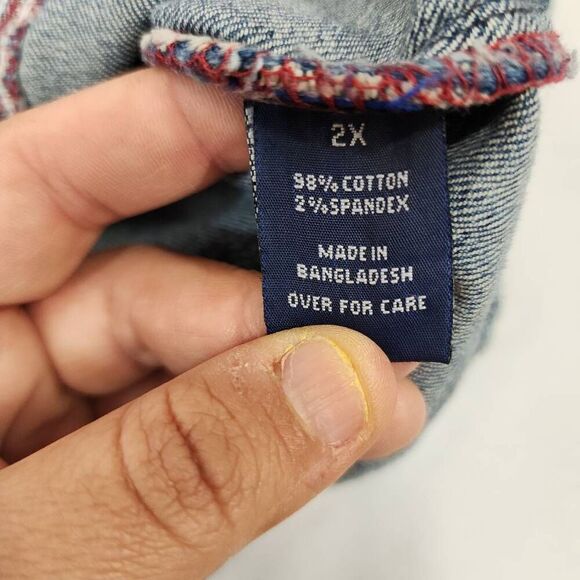 2X
98% COTTON
2% SPANDEX
MADE IN
BANGLADESH
OVER FOR CARE